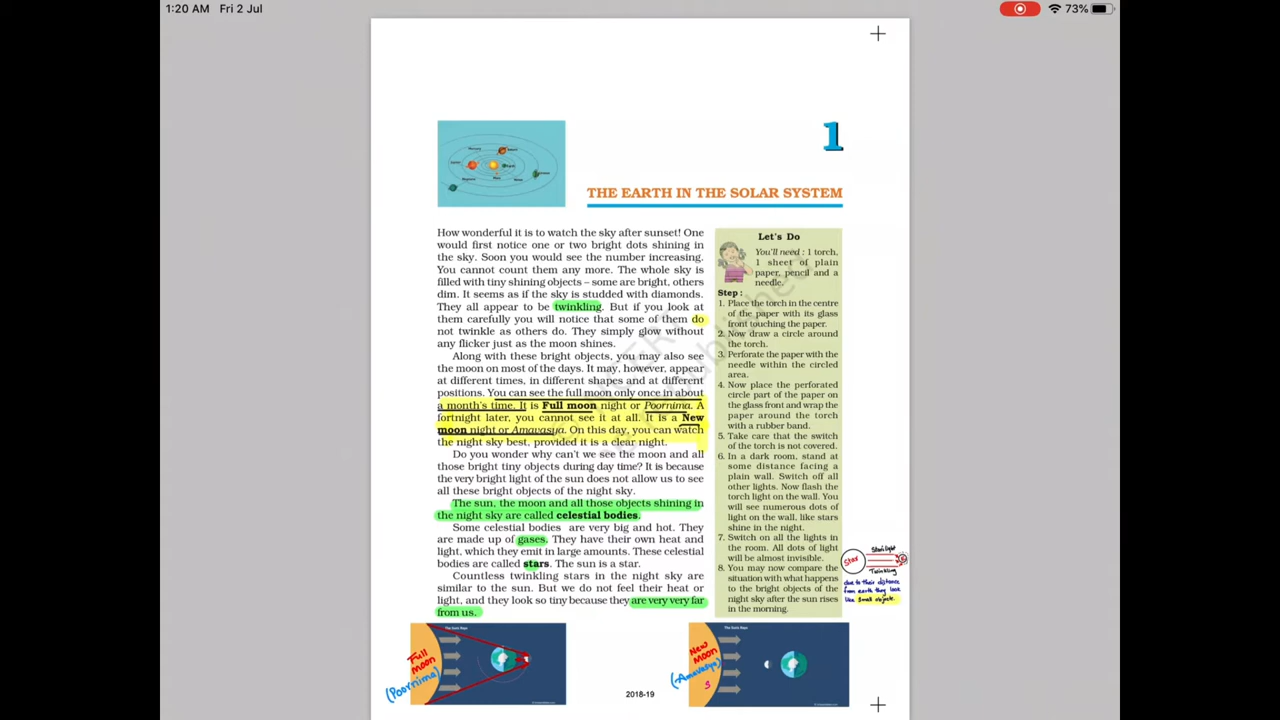 1:20 AM Fri 2 Jul
73%
1
THE EARTH IN THE SOLAR SYSTEM
How wonderful it is to watch the sky after sunset! One
would first notice one or two bright dots shining in
the sky. Soon you would see the number increasing.
You cannot count them any more. The whole sky is
filled with tiny shining objects – some are bright, others
dim. It seems as if the sky is studded with diamonds.
They all appear to be twinkling. But if you look at
them carefully you will notice that some of them do
not twinkle as others do. They simply glow without
any flicker just as the moon shines.
Along with these bright objects, you may also see
the moon on most of the days. It may, however, appear
at different times, in different shapes and at different
positions. You can see the full moon only once in about
a month's time. It is Full moon night or Poornima. A
fortnight later, you cannot see it at all. It is a New
moon night or Amavasya. On this day, you can watch
the night sky best, provided it is a clear night.
Do you wonder why can't we see the moon and all
those bright tiny objects during day time? It is because
the very bright light of the sun does not allow us to see
all these bright objects of the night sky.
The sun, the moon and all those objects shining in
the night sky are called celestial bodies.
Some celestial bodies are very big and hot. They
are made up of gases. They have their own heat and
light, which they emit in large amounts. These celestial
bodies are called stars. The sun is a star.
Countless twinkling stars in the night sky are
similar to the sun. But we do not feel their heat or
light, and they look so tiny because they are very very far
from us.
Let's Do
You'll need : 1 torch,
1 sheet of plain
paper, pencil and a
needle.
Step :
1. Place the torch in the centre
of the paper with its glass
front touching the paper.
2. Now draw a circle around
the torch.
3. Perforate the paper with the
needle within the circled
area.
4. Now place the perforated
circle part of the paper on
the glass front and wrap the
paper around the torch
with a rubber band.
5. Take care that the switch
of the torch is not covered.
6. In a dark room, stand at
some distance facing a
plain wall. Switch off all
other lights. Now flash the
torch light on the wall. You
will see numerous dots of
light on the wall, like stars
shine in the night.
7. Switch on all the lights in
the room. All dots of light
will be almost invisible.
8. You may now compare the
situation with what happens
to the bright objects of the
night sky after the sun rises
in the morning.
Star
Starlight
Twinkling
due to their distance
from earth they look
like Small objects.
The Suns Rays
Full
Moon
(Poornima)
The Suns Rays
New
Moon
(Amavasya)
2018-19